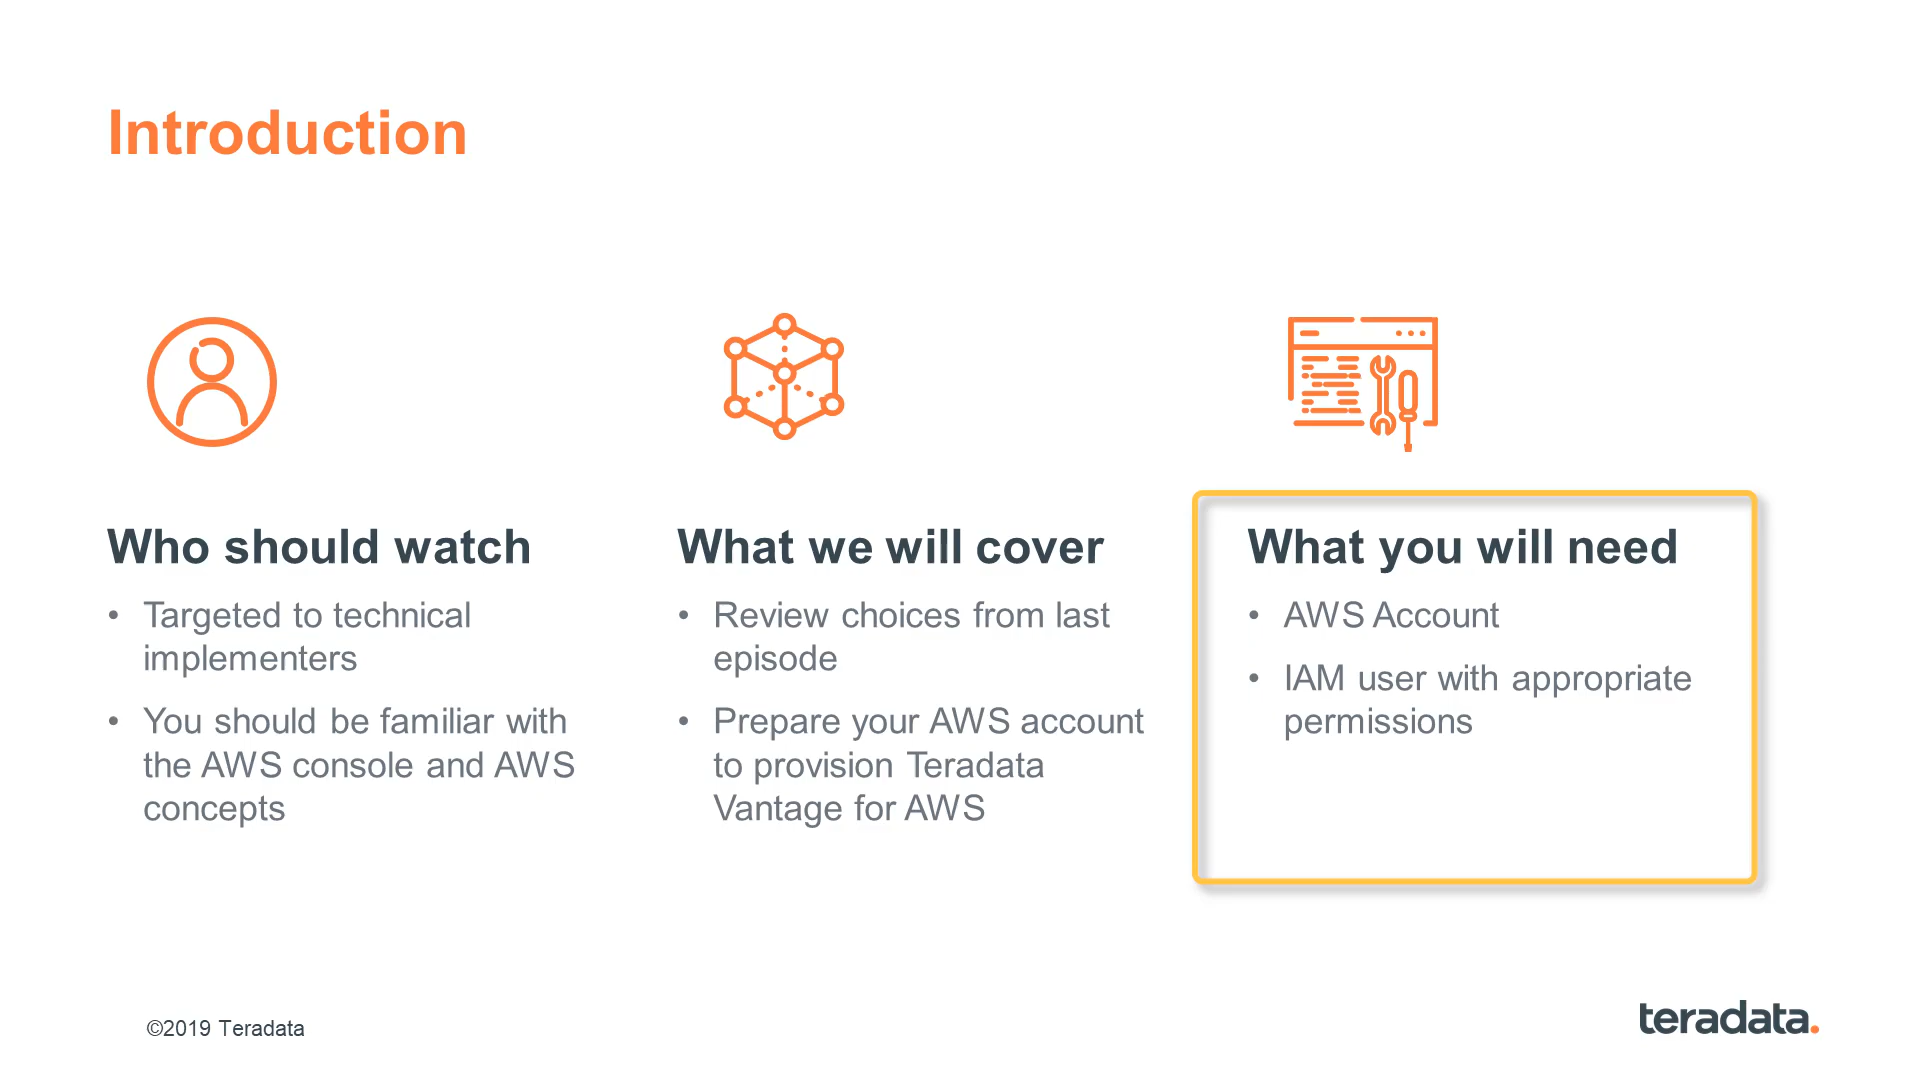 Introduction
Who should watch
• Targeted to technical
implementers
• You should be familiar with
the AWS console and AWS
concepts
What we will cover
• Review choices from last
episode
• Prepare your AWS account
to provision Teradata
Vantage for AWS
What you will need
• AWS Account
• IAM user with appropriate
permissions
©2019 Teradata
teradata.